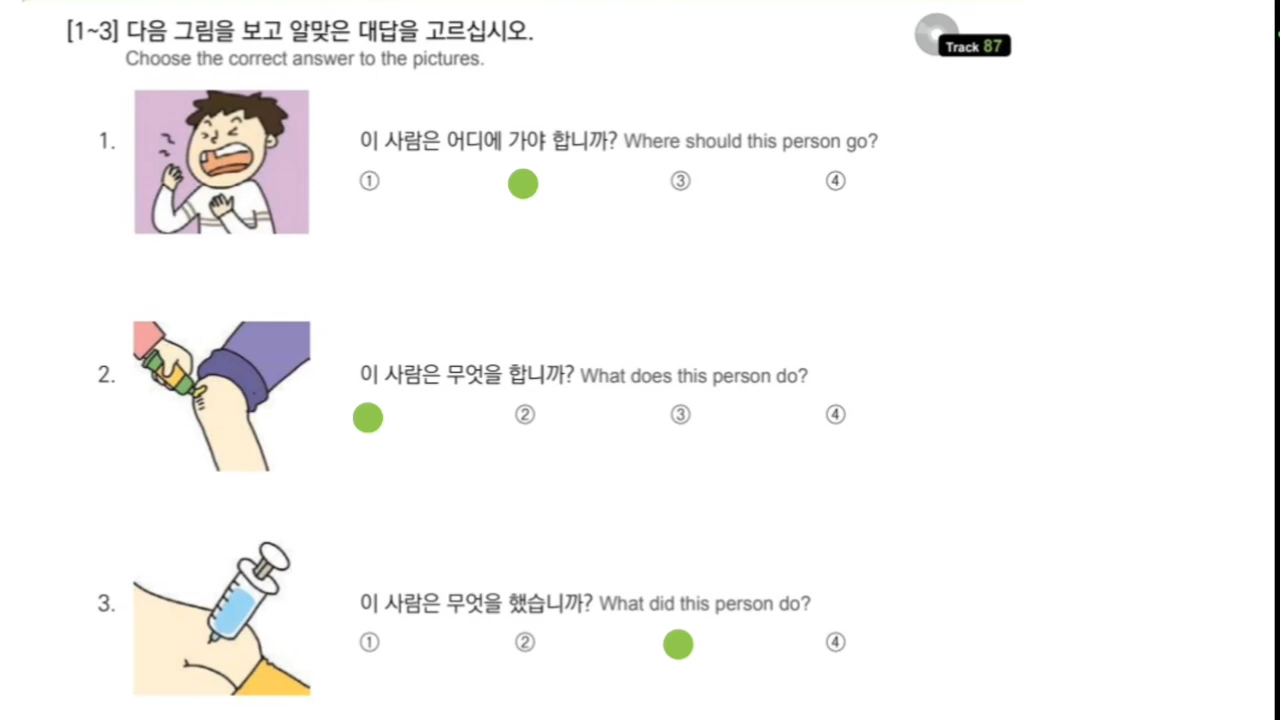 [1~3] 다음 그림을 보고 알맞은 대답을 고르십시오.
Choose the correct answer to the pictures.
Track 87
1.
이 사람은 어디에 가야 합니까? Where should this person go?
① ③ ④
2.
이 사람은 무엇을 합니까? What does this person do?
② ③ ④
3.
이 사람은 무엇을 했습니까? What did this person do?
① ② ④